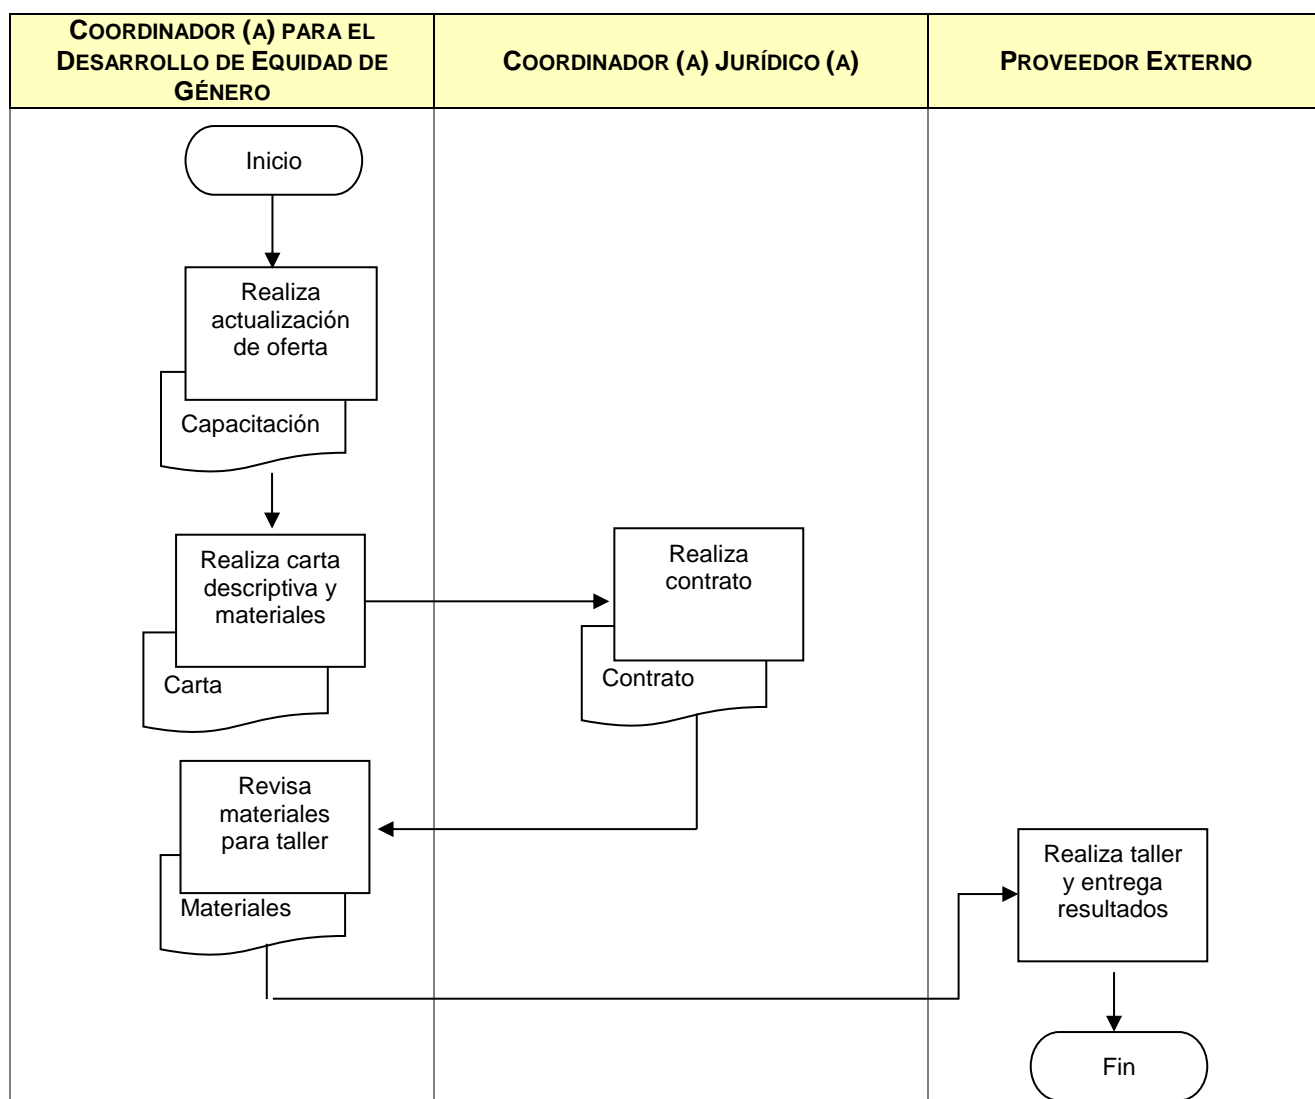 COORDINADOR (A) PARA EL
DESARROLLO DE EQUIDAD DE
GÉNERO
COORDINADOR (A) JURÍDICO (A)
PROVEEDOR EXTERNO
Inicio
Realiza
actualización
de oferta
Capacitación
Realiza carta
descriptiva y
materiales
Carta
Realiza
contrato
Contrato
Revisa
materiales
para taller
Materiales
Realiza taller
y entrega
resultados
Fin